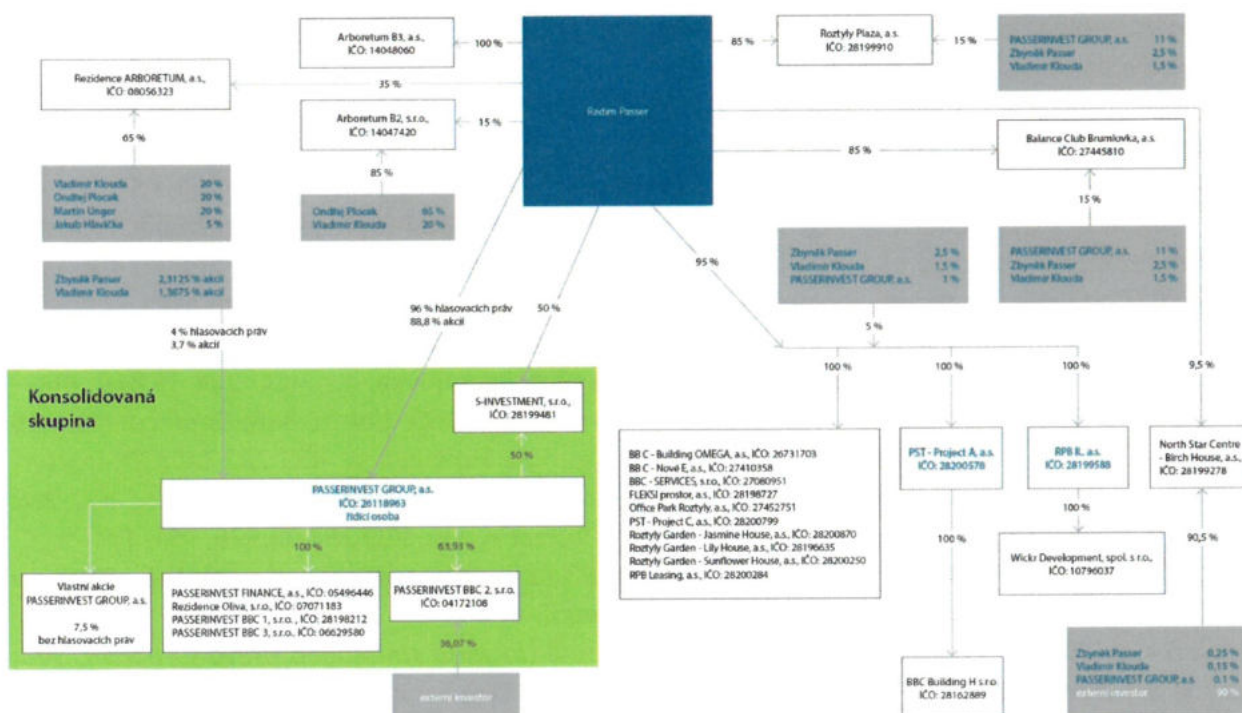 Arboretum B3, a.s.,
IČO: 14048060
100 %
Rezidence ARBORETUM, a.s.,
IČO: 08056323
35 %
Arboretum B2, s.r.o.,
IČO: 14047420
15 %
65 %
85 %
Vladimír Klouda 20 %
Ondřej Plocek 20 %
Martin Unger 20 %
Jakub Hlavička 5 %
Ondřej Plocek 65 %
Vladimír Klouda 20 %
Radim Passer
85 %
Roztyly Plaza, a.s.
IČO: 28199910
15 %
PASSERINVEST GROUP, a.s. 11 %
Zbyněk Passer 2,5 %
Vladimír Klouda 1,5 %
85 %
Balance Club Brumlovka, a.s.
IČO: 27445810
15 %
PASSERINVEST GROUP, a.s. 11 %
Zbyněk Passer 2,5 %
Vladimír Klouda 1,5 %
Zbyněk Passer 2,5 %
Vladimír Klouda 1,5 %
PASSERINVEST GROUP, a.s. 1 %
5 %
95 %
Zbyněk Passer 2,3125 % akcií
Vladimír Klouda 1,3875 % akcií
4 % hlasovacích práv
3,7 % akcií
96 % hlasovacích práv
88,8 % akcií
50 %
Konsolidovaná
skupina
S-INVESTMENT, s.r.o.,
IČO: 28199481
50 %
PASSERINVEST GROUP, a.s.
IČO: 26118963
řídící osoba
100 %
63,93 %
Vlastní akcie
PASSERINVEST GROUP, a.s.
7,5 %
bez hlasovacích práv
PASSERINVEST FINANCE, a.s., IČO: 05496446
Rezidence Oliva, s.r.o., IČO: 07071183
PASSERINVEST BBC 1, s.r.o. , IČO: 28198212
PASSERINVEST BBC 3, s.r.o., IČO: 06629580
PASSERINVEST BBC 2, s.r.o.
IČO: 04172108
36,07 %
externí investor
100 %
100 %
100 %
9,5 %
BB C - Building OMEGA, a.s., IČO: 26731703
BB C - Nové E, a.s., IČO: 27410358
BBC - SERVICES, s.r.o., IČO: 27080951
FLEKSI prostor, a.s., IČO: 28198727
Office Park Roztyly, a.s., IČO: 27452751
PST - Project C, a.s., IČO: 28200799
Roztyly Garden - Jasmine House, a.s., IČO: 28200870
Roztyly Garden - Lily House, a.s., IČO: 28196635
Roztyly Garden - Sunflower House, a.s., IČO: 28200250
RPB Leasing, a.s., IČO: 28200284
PST - Project A, a.s.
IČO: 28200578
RPB II., a.s.
IČO: 28199588
North Star Centre
- Birch House, a.s.,
IČO: 28199278
100 %
100 %
90,5 %
Wickr Development, spol. s r.o.,
IČO: 10796037
BBC Building H s.r.o.
IČO: 28162889
Zbyněk Passer 0,25 %
Vladimír Klouda 0,15 %
PASSERINVEST GROUP, a.s. 0,1 %
externí investor 90 %